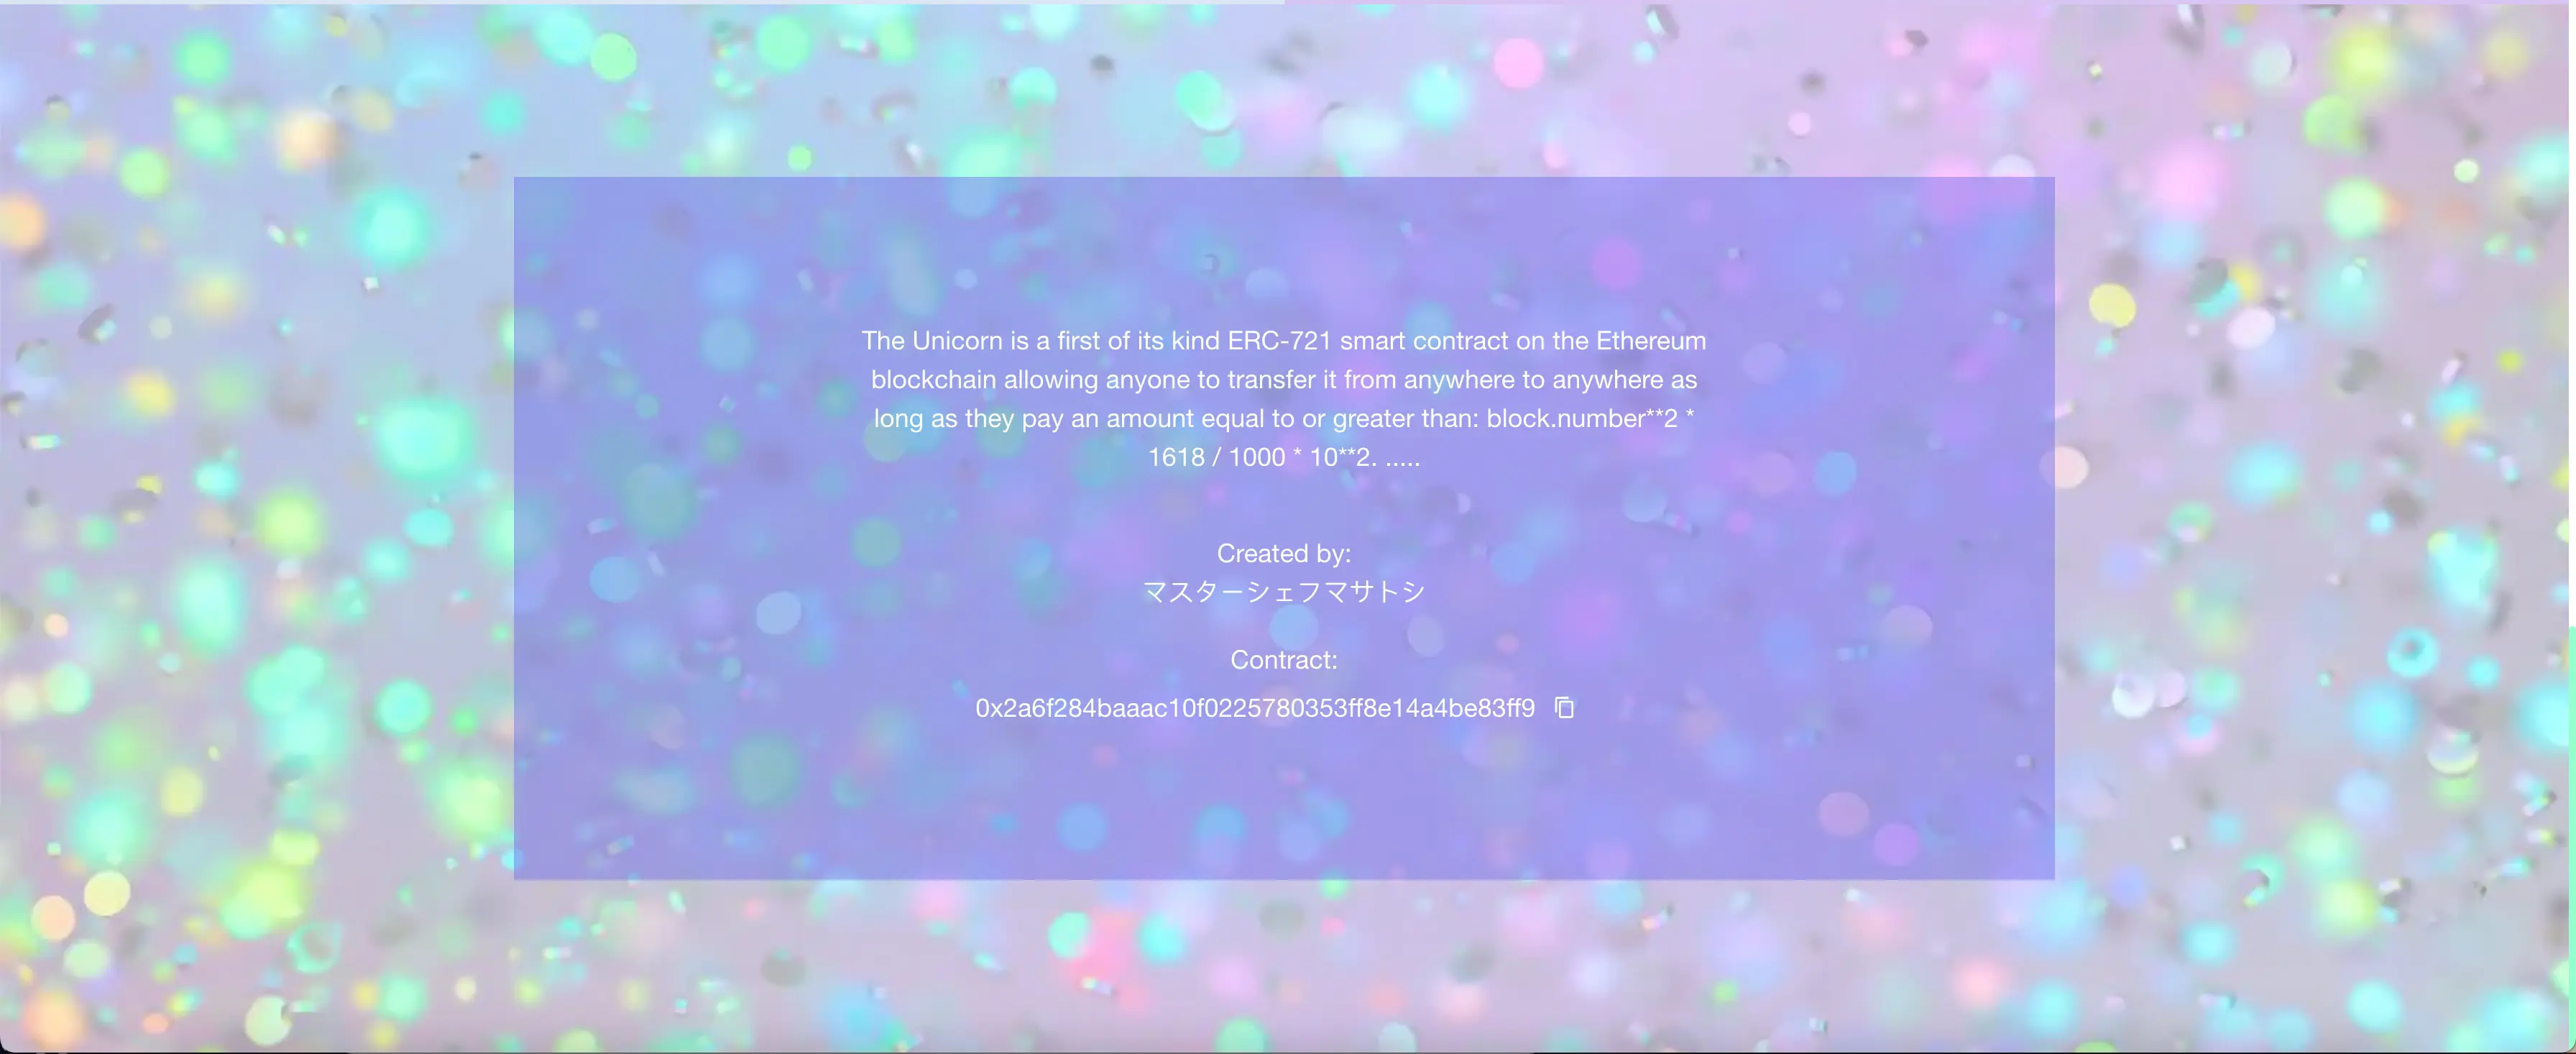 The Unicorn is a first of its kind ERC-721 smart contract on the Ethereum
blockchain allowing anyone to transfer it from anywhere to anywhere as
long as they pay an amount equal to or greater than: block.number**2 *
1618 / 1000 * 10**2. .....
Created by:
マスターシェフマサトシ
Contract:
0x2a6f284baaac10f0225780353ff8e14a4be83ff9